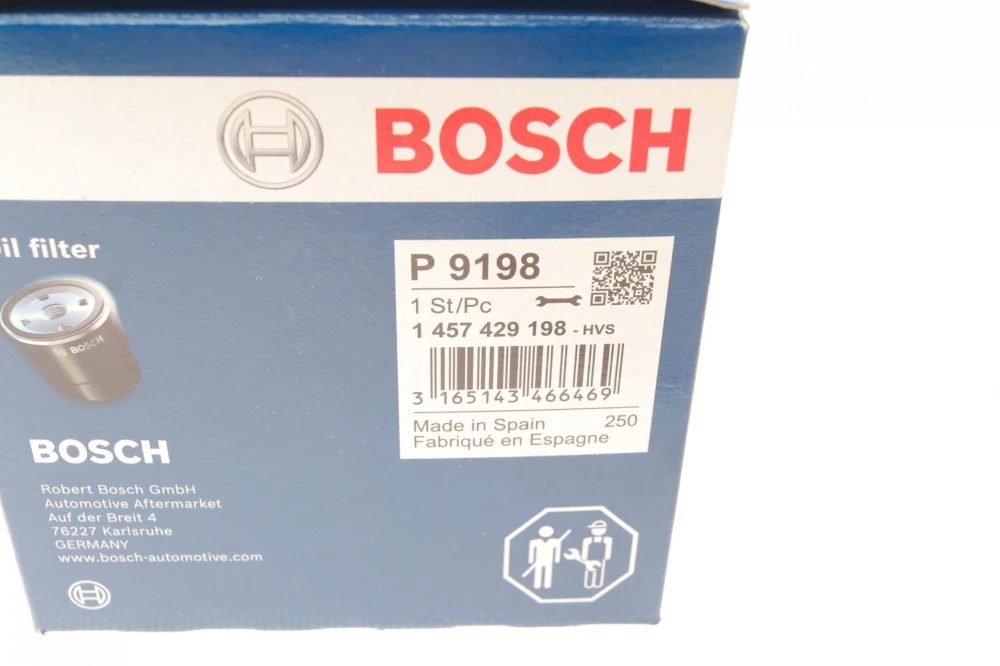 BOSCH
il filter
P 9198
1 St/Pc
1 457 429 198 - HVS
3 165143 466469
Made in Spain 250
Fabriqué en Espagne
BOSCH
BOSCH
Robert Bosch GmbH
Automotive Aftermarket
Auf der Breit 4
76227 Karlsruhe
GERMANY
www.bosch-automotive.com